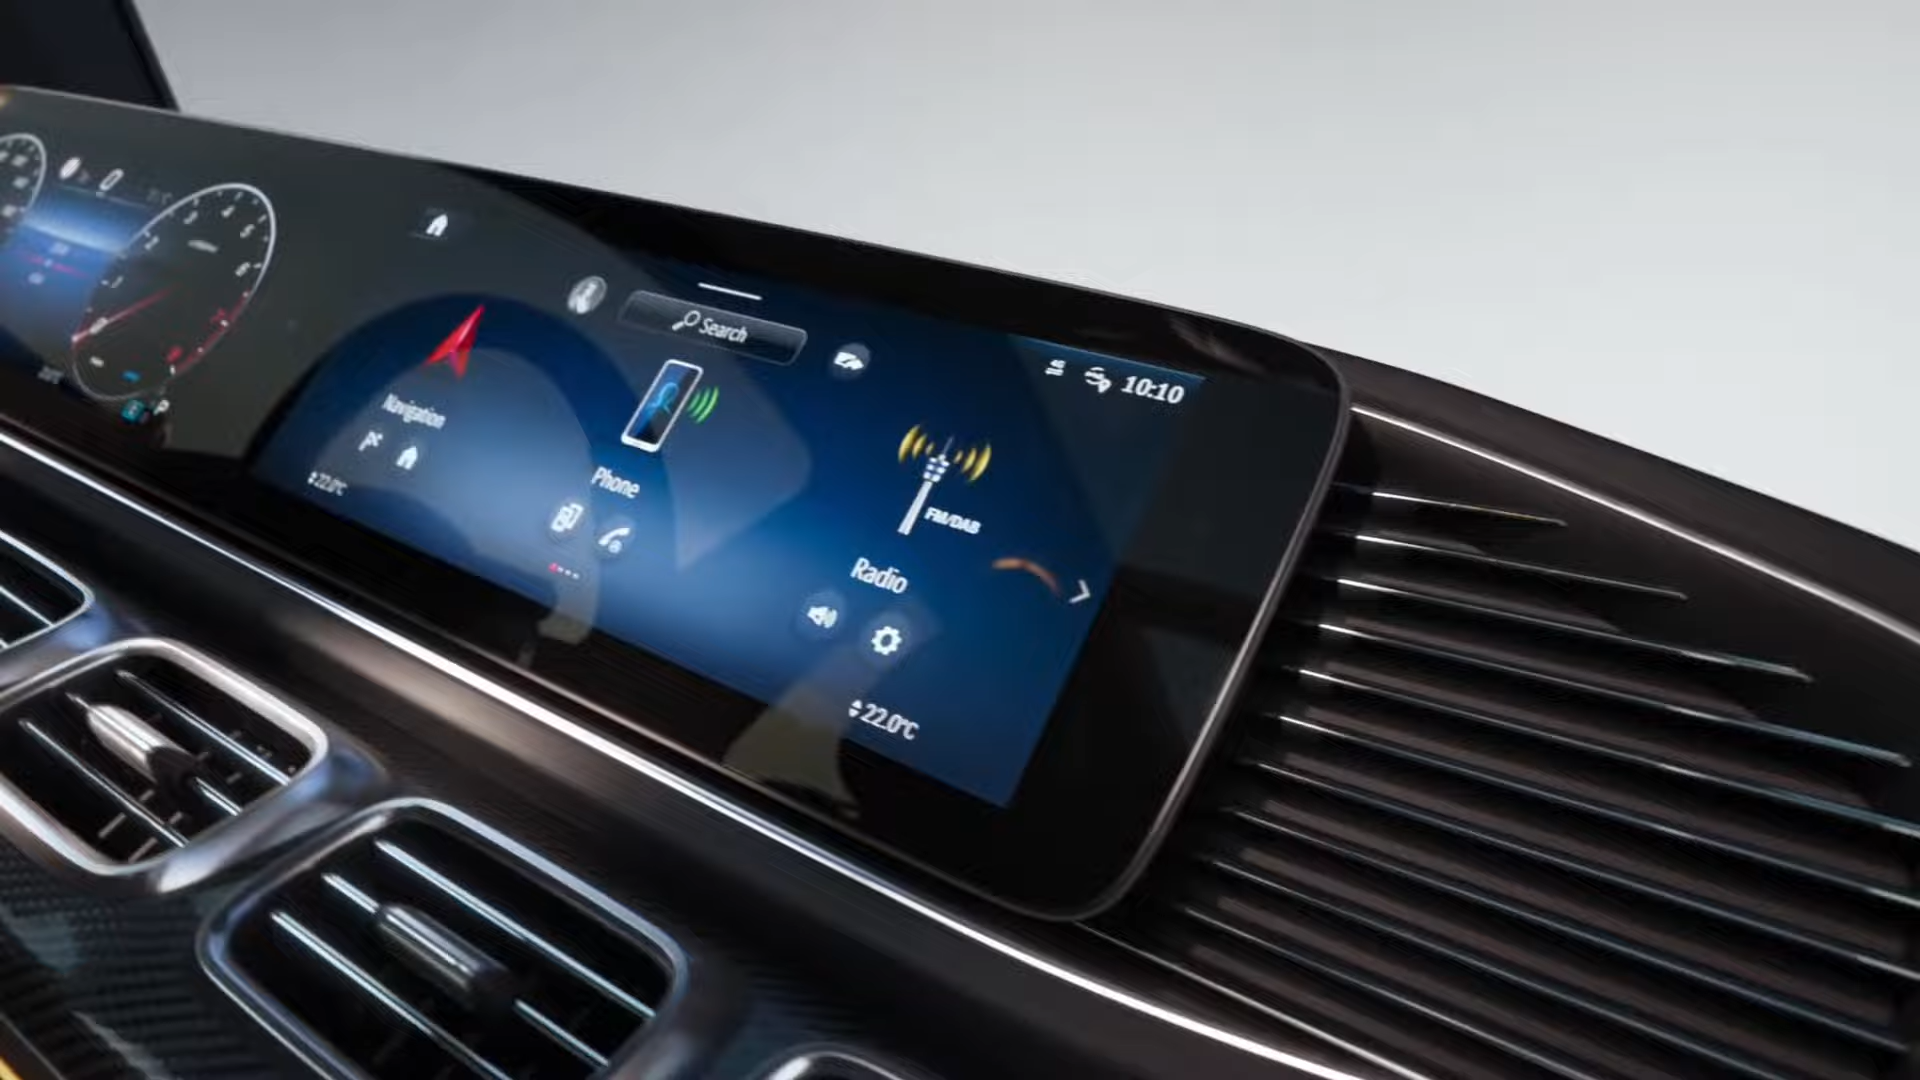 Search
10:10
Navigation
Phone
FM/DAB
Radio
22.0°C
22.0°C
P